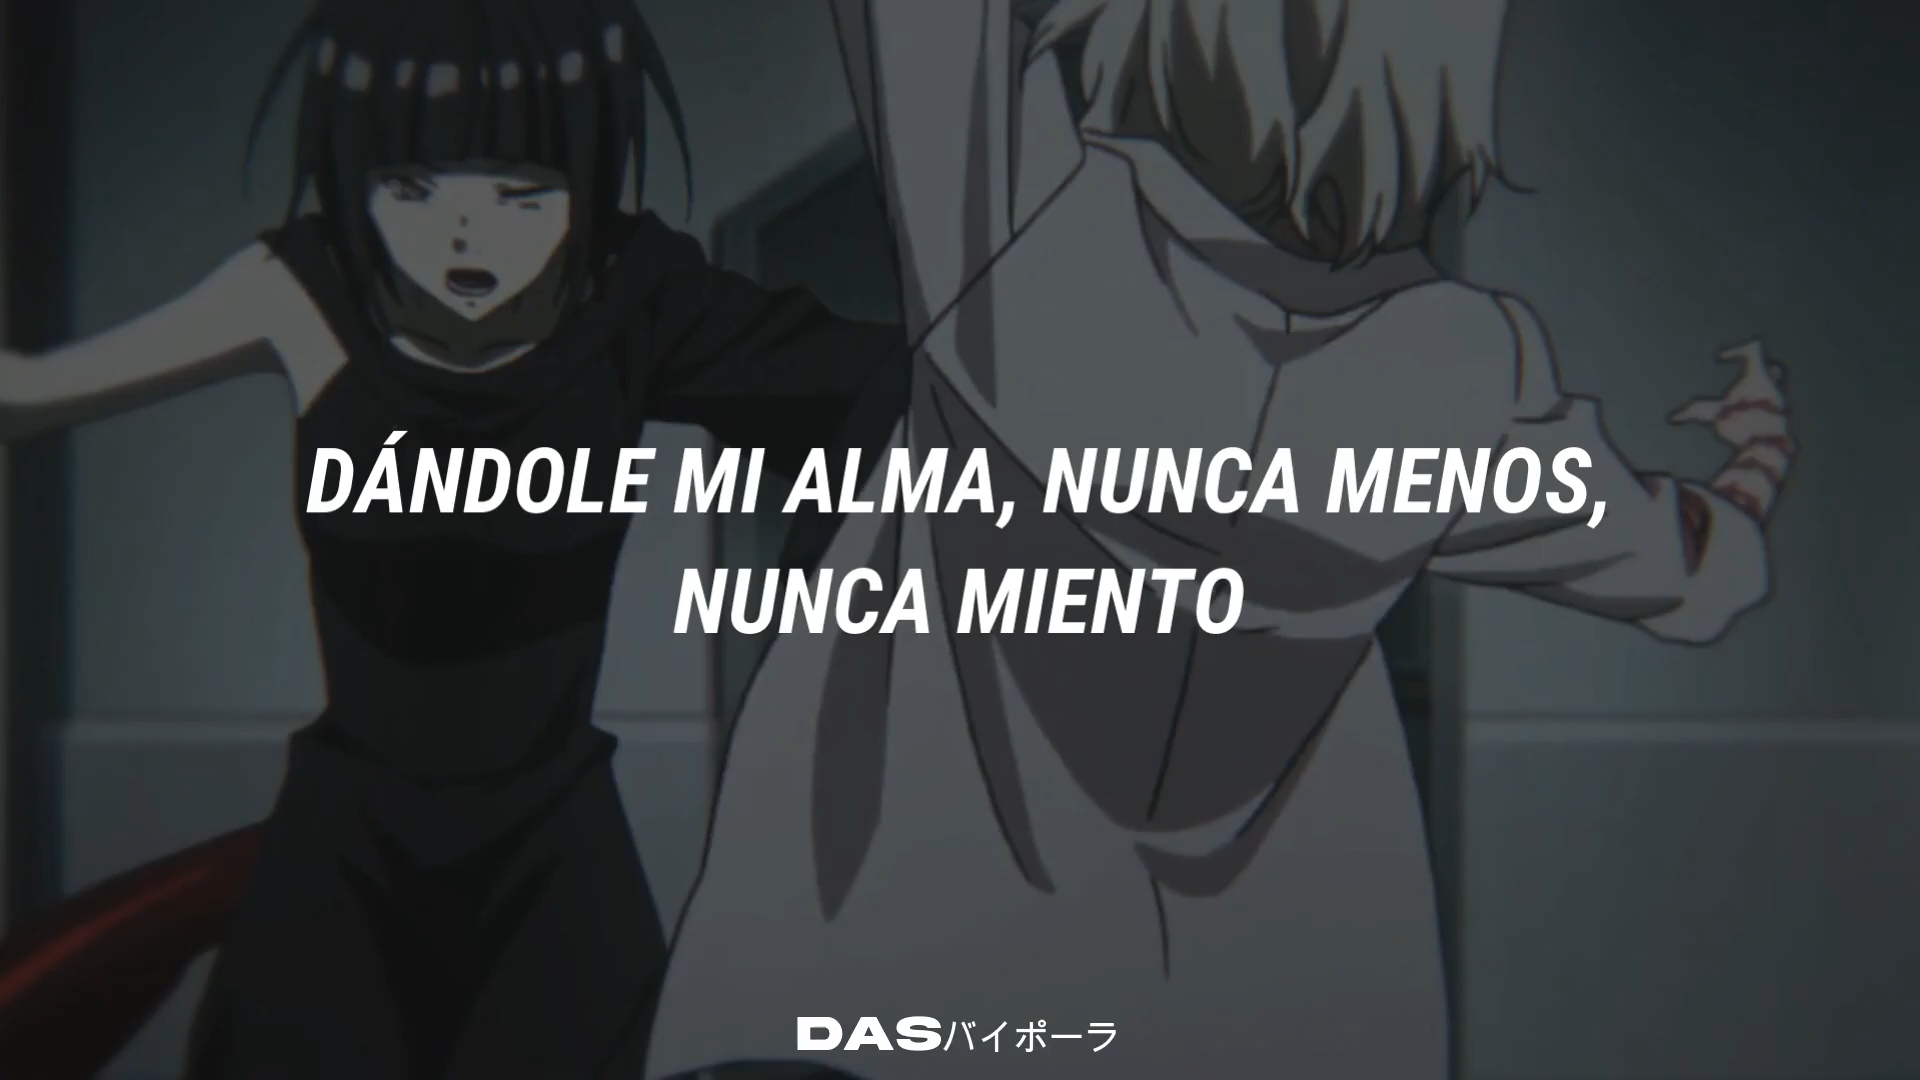 DÁNDOLE MI ALMA, NUNCA MENOS,
NUNCA MIENTO
DASバイポーラ